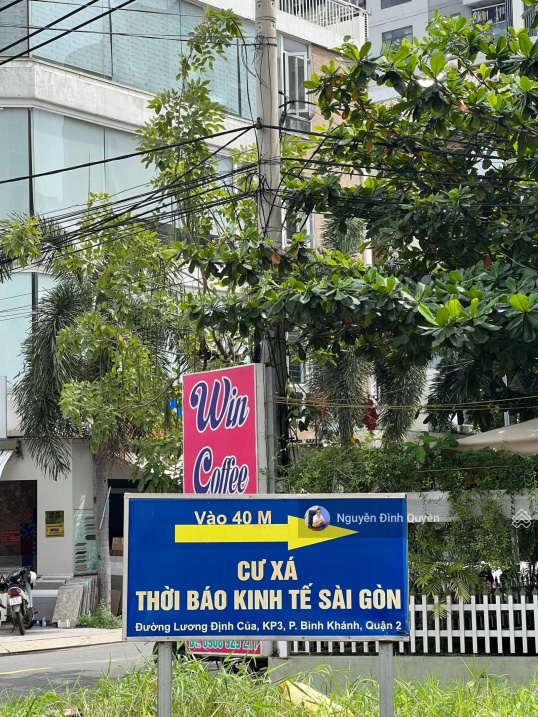 Win
Coffee
Vào 40 M
Nguyễn Đình Quyền
CƯ XÁ
THỜI BÁO KINH TẾ SÀI GÒN
Đường Lương Định Của, KP3, P. Bình Khánh, Quận 2